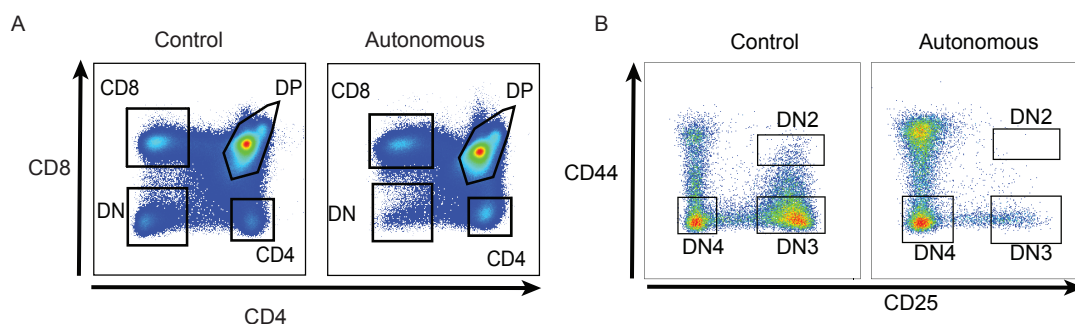 A
Control
Autonomous
CD8
DP
CD8
DP
CD8
DN
DN
CD4
CD4
CD4
B
Control
Autonomous
DN2
DN2
CD44
DN4
DN3
DN4
DN3
CD25